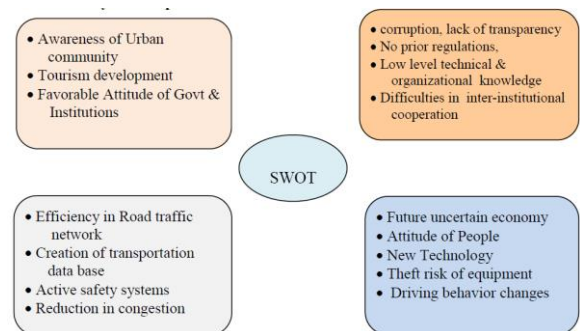 • Awareness of Urban
community
• Tourism development
• Favorable Attitude of Govt &
Institutions
• corruption, lack of transparency
• No prior regulations,
• Low level technical &
organizational knowledge
• Difficulties in inter-institutional
cooperation
SWOT
• Efficiency in Road traffic
network
• Creation of transportation
data base
• Active safety systems
• Reduction in congestion
• Future uncertain economy
• Attitude of People
• New Technology
• Theft risk of equipment
• Driving behavior changes